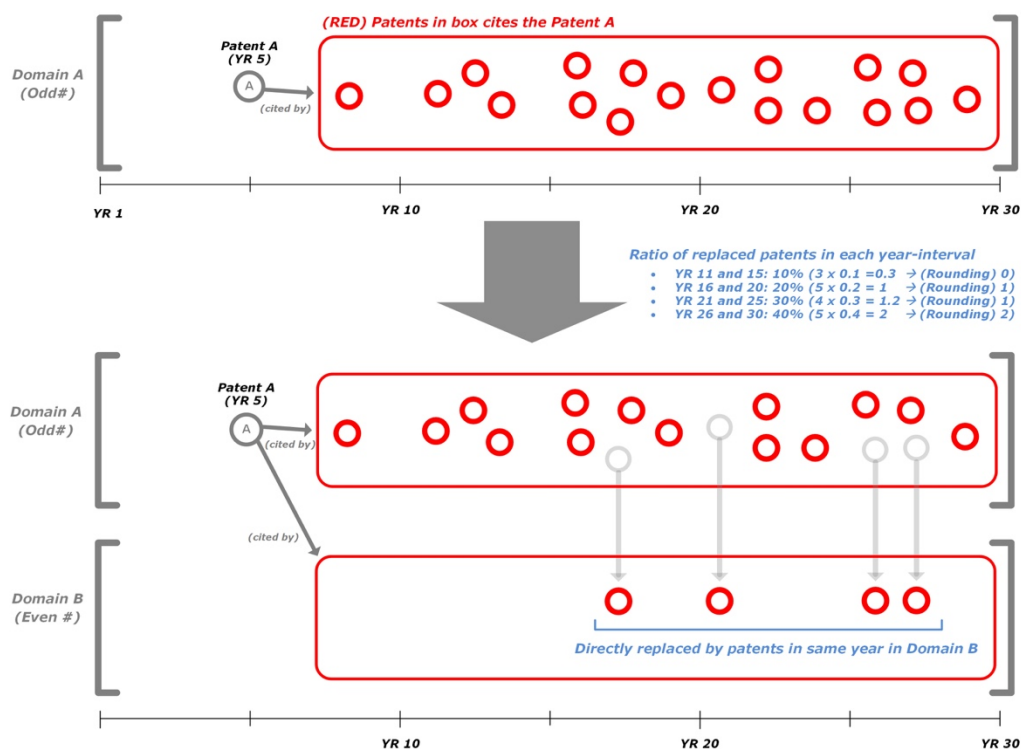 (RED) Patents in box cites the Patent A
Patent A
(YR 5)
A
(cited by)
Domain A
(Odd#)
YR 1
YR 10
YR 20
YR 30
Ratio of replaced patents in each year-interval
• YR 11 and 15: 10% (3 x 0.1 =0.3 → (Rounding) 0)
• YR 16 and 20: 20% (5 x 0.2 = 1 → (Rounding) 1)
• YR 21 and 25: 30% (4 x 0.3 = 1.2 → (Rounding) 1)
• YR 26 and 30: 40% (5 x 0.4 = 2 → (Rounding) 2)
Patent A
(YR 5)
A
(cited by)
Domain A
(Odd#)
(cited by)
Domain B
(Even #)
Directly replaced by patents in same year in Domain B
YR 10
YR 20
YR 30